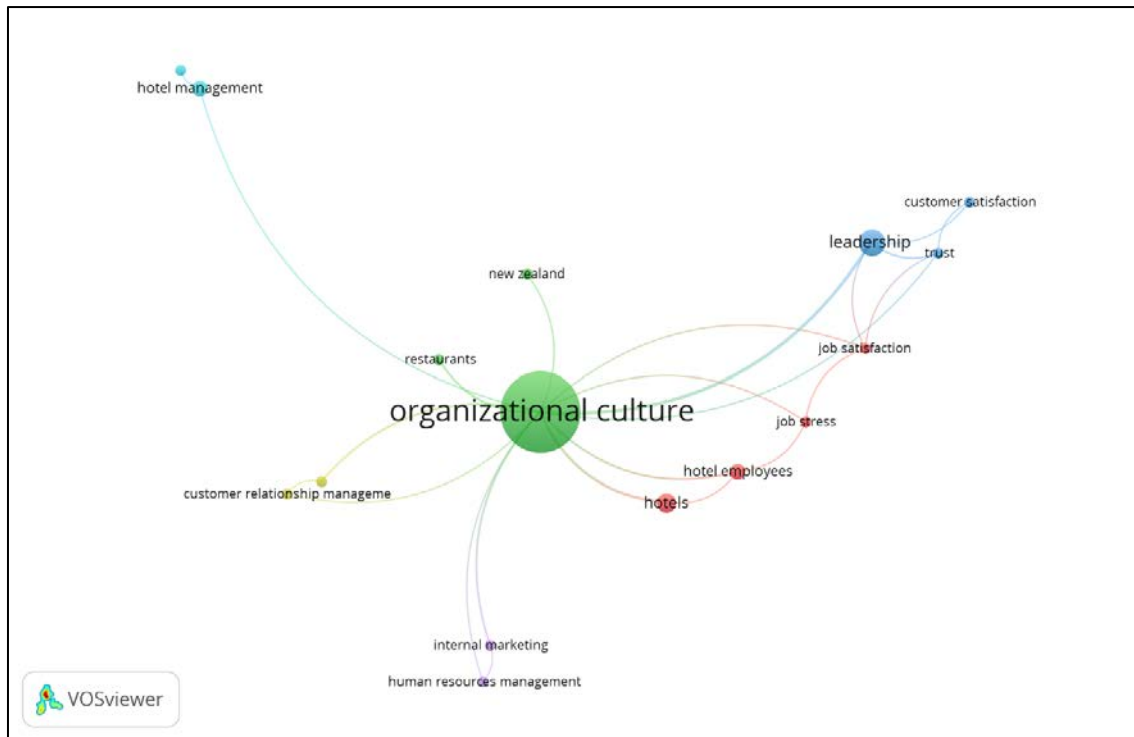 hotel management
customer satisfaction
leadership
trust
new zealand
job satisfaction
restaurants
organizational culture
job stress
hotel employees
customer relationship manageme
hotels
internal marketing
human resources management
VOSviewer